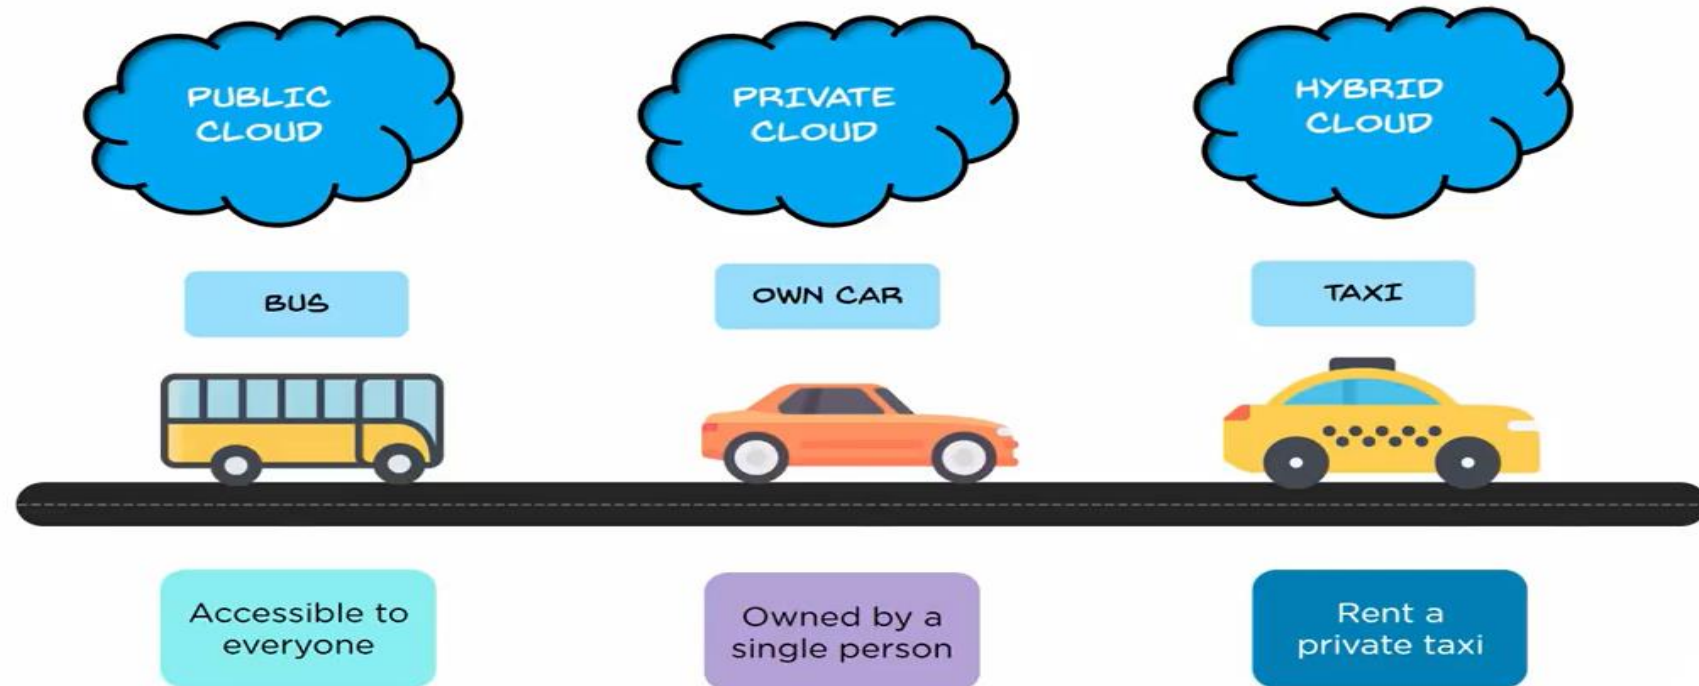 PUBLIC
CLOUD
PRIVATE
CLOUD
HYBRID
CLOUD
BUS
OWN CAR
TAXI
Accessible to
everyone
Owned by a
single person
Rent a
private taxi